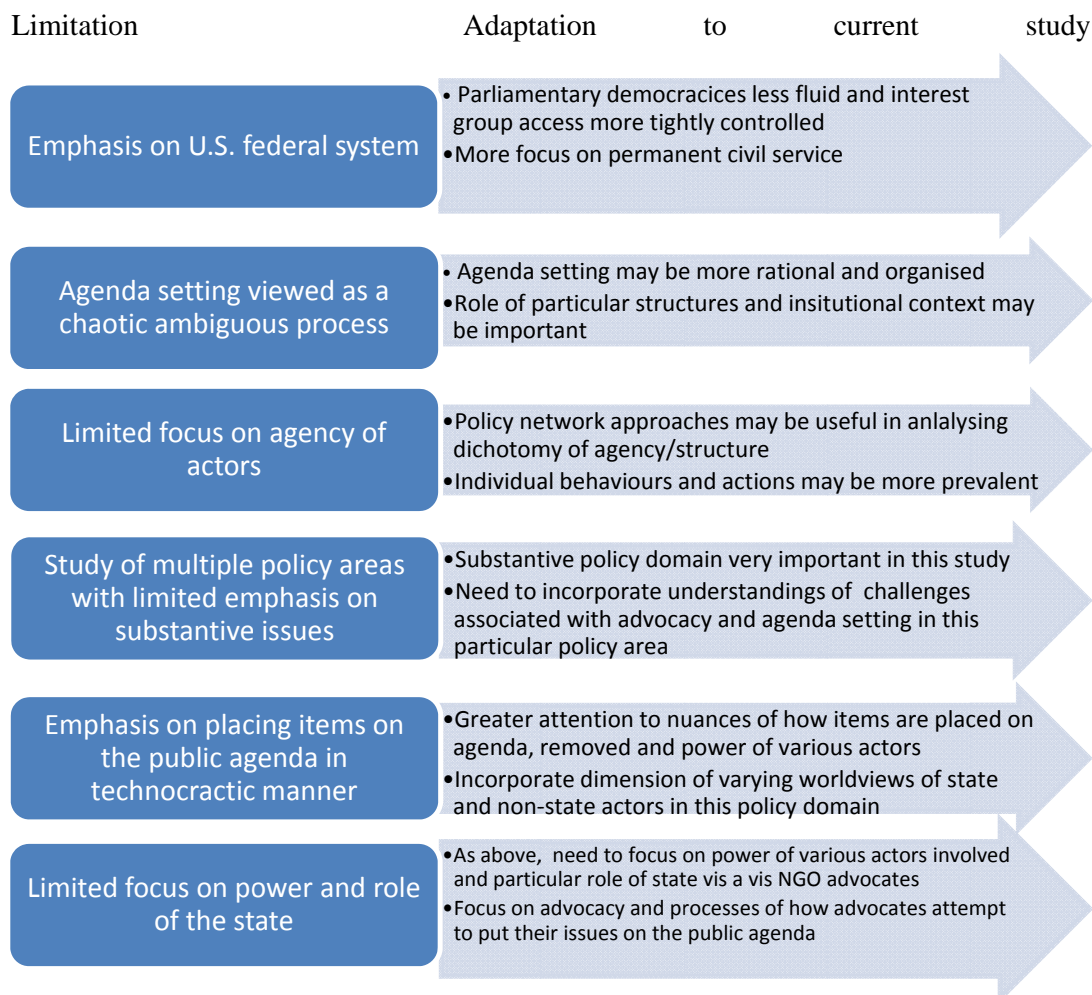 Limitation Adaptation to current study
Emphasis on U.S. federal system
• Parliamentary democracices less fluid and interest
group access more tightly controlled
•More focus on permanent civil service
Agenda setting viewed as a
chaotic ambiguous process
• Agenda setting may be more rational and organised
•Role of particular structures and insitutional context may
be important
Limited focus on agency of
actors
•Policy network approaches may be useful in anlalysing
dichotomy of agency/structure
•Individual behaviours and actions may be more prevalent
Study of multiple policy areas
with limited emphasis on
substantive issues
•Substantive policy domain very important in this study
•Need to incorporate understandings of challenges
associated with advocacy and agenda setting in this
particular policy area
Emphasis on placing items on
the public agenda in
technocractic manner
•Greater attention to nuances of how items are placed on
agenda, removed and power of various actors
•Incorporate dimension of varying worldviews of state
and non-state actors in this policy domain
Limited focus on power and role
of the state
•As above, need to focus on power of various actors involved
and particular role of state vis a vis NGO advocates
•Focus on advocacy and processes of how advocates attempt
to put their issues on the public agenda